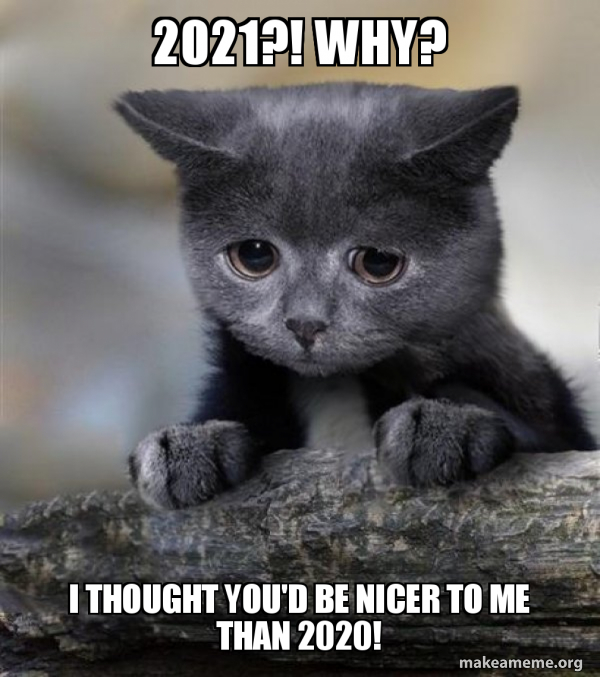 2021?! WHY?
I THOUGHT YOU'D BE NICER TO ME
THAN 2020!
makeameme.org